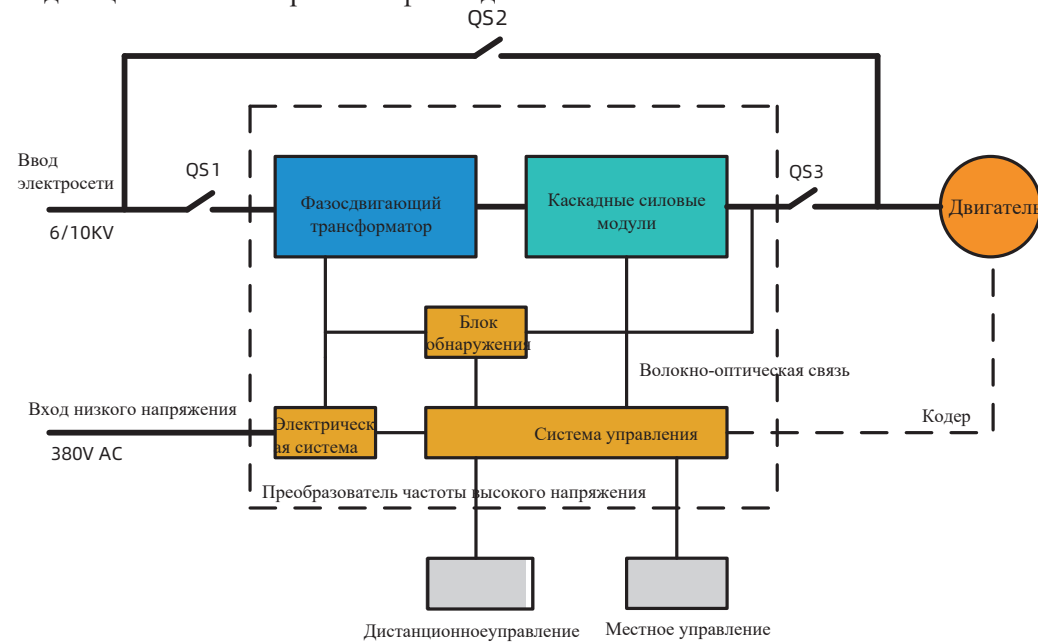 QS2
Ввод
электросети
QS1
QS3
Фазосдвигающий
трансформатор
Каскадные силовые
модули
Двигатель
6/10KV
Блок
обнаружения
Волокно-оптическая связь
Вход низкого напряжения
Электрическ
ая система
Система управления
Кодер
380V AC
Преобразователь частоты высокого напряжения
Дистанционноеуправление
Местное управление